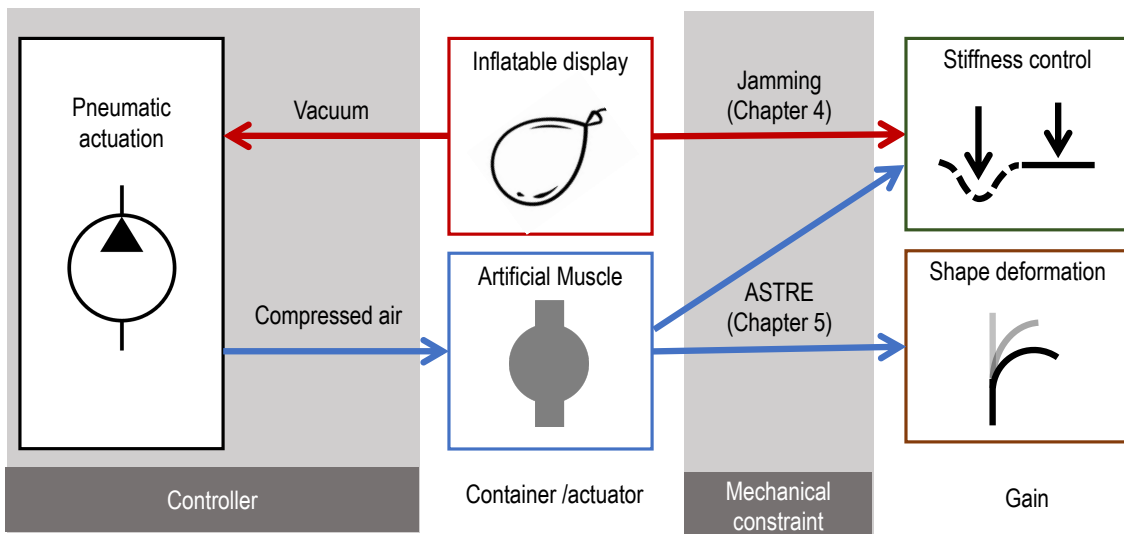 Pneumatic
actuation
Vacuum
Compressed air
Inflatable display
Artificial Muscle
Jamming
(Chapter 4)
ASTRE
(Chapter 5)
Stiffness control
Shape deformation
Controller
Container /actuator
Mechanical
constraint
Gain